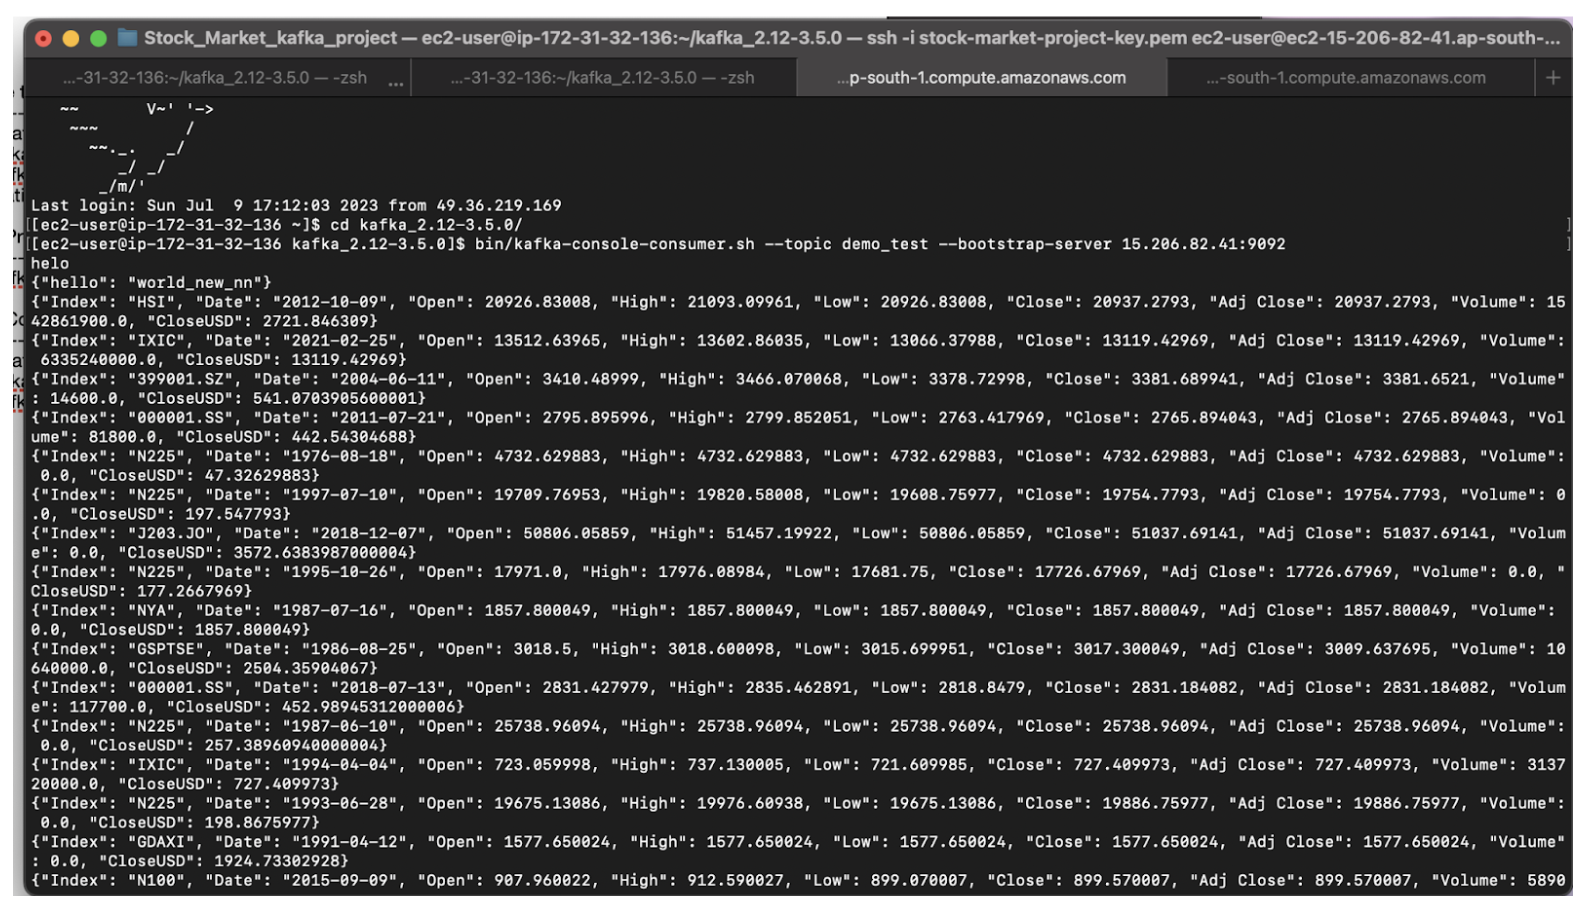 Stock_Market_kafka_project — ec2-user@ip-172-31-32-136:~/kafka_2.12-3.5.0 — ssh -i stock-market-project-key.pem ec2-user@ec2-15-206-82-41.ap-south-...
...-31-32-136:~/kafka_2.12-3.5.0 — -zsh ... ...-31-32-136:~/kafka_2.12-3.5.0 — -zsh ...p-south-1.compute.amazonaws.com ...-south-1.compute.amazonaws.com +
~~ V~' '->
~~~ /
~~._. _/
_/ _/
_/m/'
Last login: Sun Jul  9 17:12:03 2023 from 49.36.219.169
[[ec2-user@ip-172-31-32-136 ~]$ cd kafka_2.12-3.5.0/ ]
[[ec2-user@ip-172-31-32-136 kafka_2.12-3.5.0]$ bin/kafka-console-consumer.sh --topic demo_test --bootstrap-server 15.206.82.41:9092 ]
helo
{"hello": "world_new_nn"}
{"Index": "HSI", "Date": "2012-10-09", "Open": 20926.83008, "High": 21093.09961, "Low": 20926.83008, "Close": 20937.2793, "Adj Close": 20937.2793, "Volume": 15
42861900.0, "CloseUSD": 2721.846309}
{"Index": "IXIC", "Date": "2021-02-25", "Open": 13512.63965, "High": 13602.86035, "Low": 13066.37988, "Close": 13119.42969, "Adj Close": 13119.42969, "Volume":
 6335240000.0, "CloseUSD": 13119.42969}
{"Index": "399001.SZ", "Date": "2004-06-11", "Open": 3410.48999, "High": 3466.070068, "Low": 3378.72998, "Close": 3381.689941, "Adj Close": 3381.6521, "Volume"
: 14600.0, "CloseUSD": 541.0703905600001}
{"Index": "000001.SS", "Date": "2011-07-21", "Open": 2795.895996, "High": 2799.852051, "Low": 2763.417969, "Close": 2765.894043, "Adj Close": 2765.894043, "Vol
ume": 81800.0, "CloseUSD": 442.54304688}
{"Index": "N225", "Date": "1976-08-18", "Open": 4732.629883, "High": 4732.629883, "Low": 4732.629883, "Close": 4732.629883, "Adj Close": 4732.629883, "Volume":
 0.0, "CloseUSD": 47.32629883}
{"Index": "N225", "Date": "1997-07-10", "Open": 19709.76953, "High": 19820.58008, "Low": 19608.75977, "Close": 19754.7793, "Adj Close": 19754.7793, "Volume": 0
.0, "CloseUSD": 197.547793}
{"Index": "J203.JO", "Date": "2018-12-07", "Open": 50806.05859, "High": 51457.19922, "Low": 50806.05859, "Close": 51037.69141, "Adj Close": 51037.69141, "Volum
e": 0.0, "CloseUSD": 3572.6383987000004}
{"Index": "N225", "Date": "1995-10-26", "Open": 17971.0, "High": 17976.08984, "Low": 17681.75, "Close": 17726.67969, "Adj Close": 17726.67969, "Volume": 0.0, "
CloseUSD": 177.2667969}
{"Index": "NYA", "Date": "1987-07-16", "Open": 1857.800049, "High": 1857.800049, "Low": 1857.800049, "Close": 1857.800049, "Adj Close": 1857.800049, "Volume":
0.0, "CloseUSD": 1857.800049}
{"Index": "GSPTSE", "Date": "1986-08-25", "Open": 3018.5, "High": 3018.600098, "Low": 3015.699951, "Close": 3017.300049, "Adj Close": 3009.637695, "Volume": 10
640000.0, "CloseUSD": 2504.35904067}
{"Index": "000001.SS", "Date": "2018-07-13", "Open": 2831.427979, "High": 2835.462891, "Low": 2818.8479, "Close": 2831.184082, "Adj Close": 2831.184082, "Volum
e": 117700.0, "CloseUSD": 452.98945312000006}
{"Index": "N225", "Date": "1987-06-10", "Open": 25738.96094, "High": 25738.96094, "Low": 25738.96094, "Close": 25738.96094, "Adj Close": 25738.96094, "Volume":
 0.0, "CloseUSD": 257.38960940000004}
{"Index": "IXIC", "Date": "1994-04-04", "Open": 723.059998, "High": 737.130005, "Low": 721.609985, "Close": 727.409973, "Adj Close": 727.409973, "Volume": 3137
20000.0, "CloseUSD": 727.409973}
{"Index": "N225", "Date": "1993-06-28", "Open": 19675.13086, "High": 19976.60938, "Low": 19675.13086, "Close": 19886.75977, "Adj Close": 19886.75977, "Volume":
 0.0, "CloseUSD": 198.8675977}
{"Index": "GDAXI", "Date": "1991-04-12", "Open": 1577.650024, "High": 1577.650024, "Low": 1577.650024, "Close": 1577.650024, "Adj Close": 1577.650024, "Volume"
: 0.0, "CloseUSD": 1924.73302928}
{"Index": "N100", "Date": "2015-09-09", "Open": 907.960022, "High": 912.590027, "Low": 899.070007, "Close": 899.570007, "Adj Close": 899.570007, "Volume": 5890